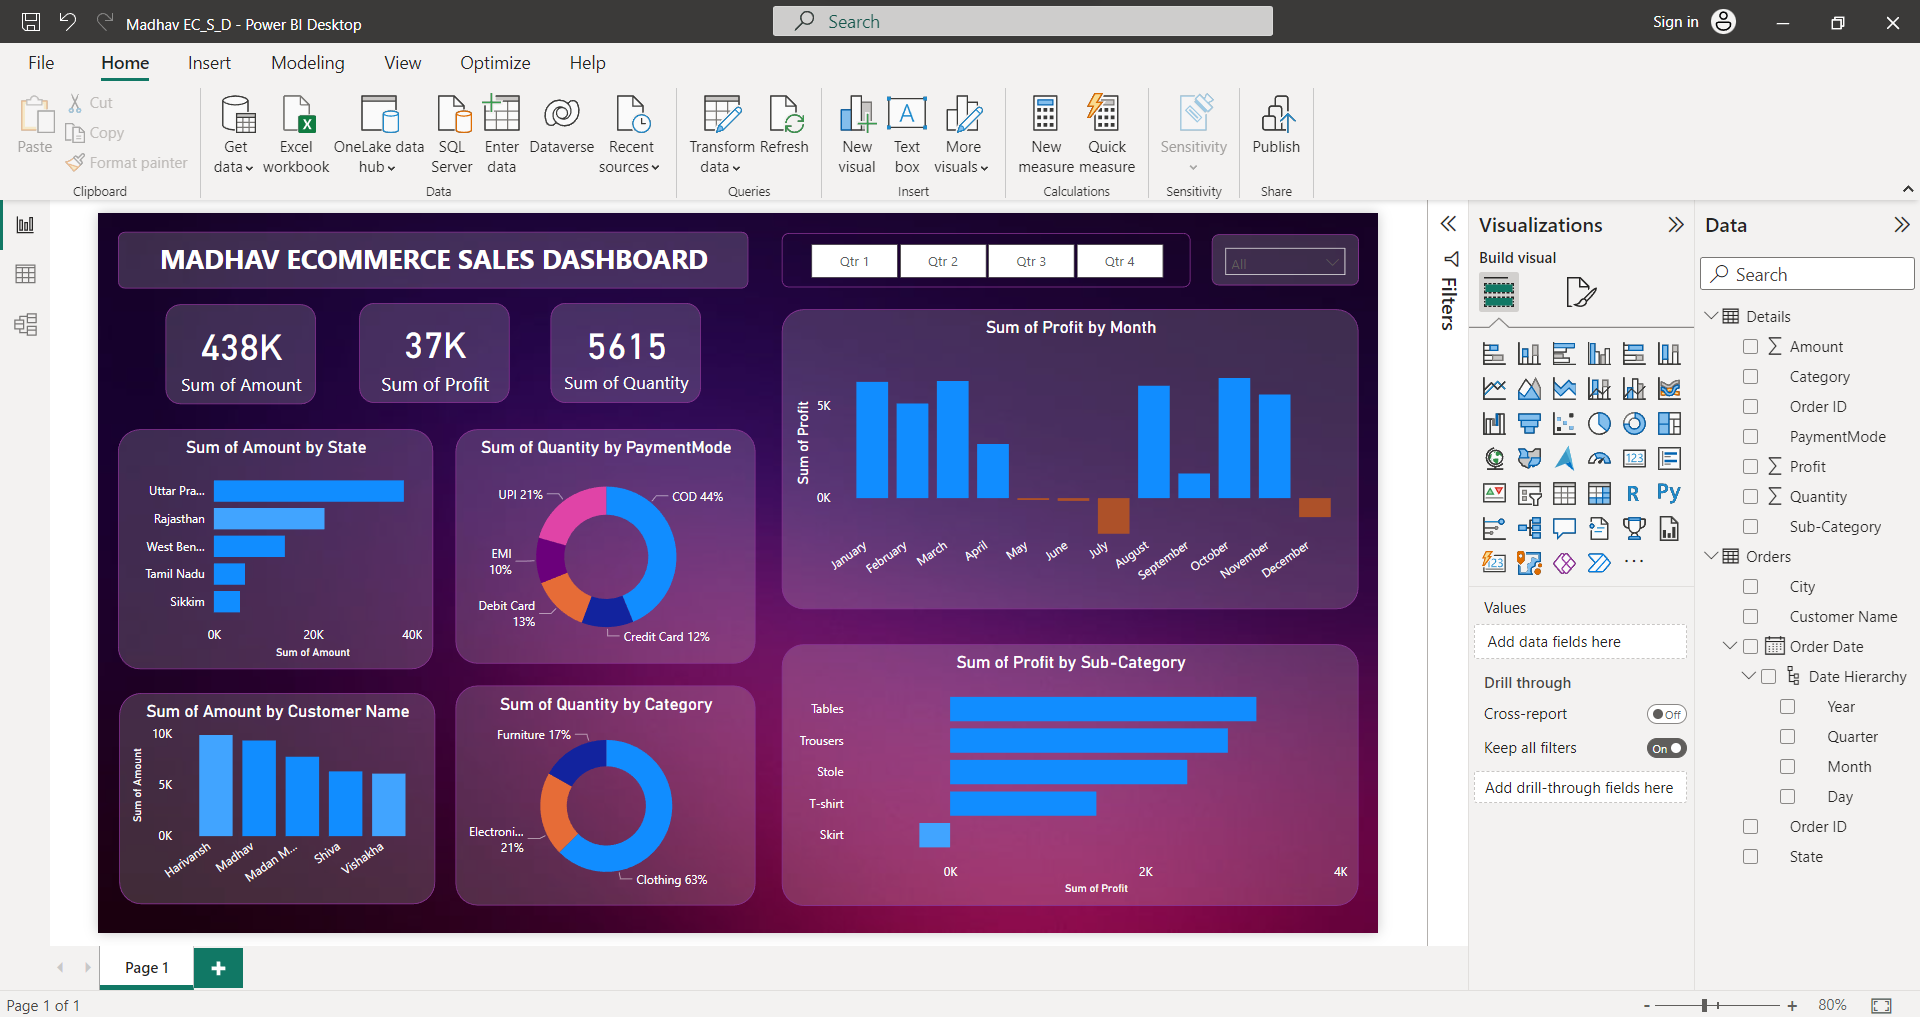 Madhav EC_S_D - Power BI Desktop
Search
Sign in
File Home Insert Modeling View Optimize Help
Paste
Cut
Copy
Format painter
Clipboard
Get data
Excel workbook
OneLake data hub
SQL Server
Enter data
Dataverse
Recent sources
Data
Transform data
Refresh
Queries
New visual
Text box
More visuals
Insert
New measure
Quick measure
Calculations
Sensitivity
Sensitivity
Publish
Share
MADHAV ECOMMERCE SALES DASHBOARD
Qtr 1 Qtr 2 Qtr 3 Qtr 4
All
438K
Sum of Amount
37K
Sum of Profit
5615
Sum of Quantity
Sum of Amount by State
Uttar Pra...
Rajasthan
West Ben...
Tamil Nadu
Sikkim
0K 20K 40K
Sum of Amount
Sum of Quantity by PaymentMode
UPI 21%
COD 44%
EMI
10%
Debit Card
13%
Credit Card 12%
Sum of Profit by Month
Sum of Profit
5K
0K
January February March April May June July August September October November December
Sum of Amount by Customer Name
Sum of Amount
10K
5K
0K
Harivansh Madhav Madan M... Shiva Vishakha
Sum of Quantity by Category
Furniture 17%
Electroni...
21%
Clothing 63%
Sum of Profit by Sub-Category
Tables
Trousers
Stole
T-shirt
Skirt
0K 2K 4K
Sum of Profit
Filters
Visualizations
Build visual
123
R Py
123
Values
Add data fields here
Drill through
Cross-report Off
Keep all filters On
Add drill-through fields here
Data
Search
Details
Amount
Category
Order ID
PaymentMode
Profit
Quantity
Sub-Category
Orders
City
Customer Name
Order Date
Date Hierarchy
Year
Quarter
Month
Day
Order ID
State
Page 1
Page 1 of 1
- + 80%